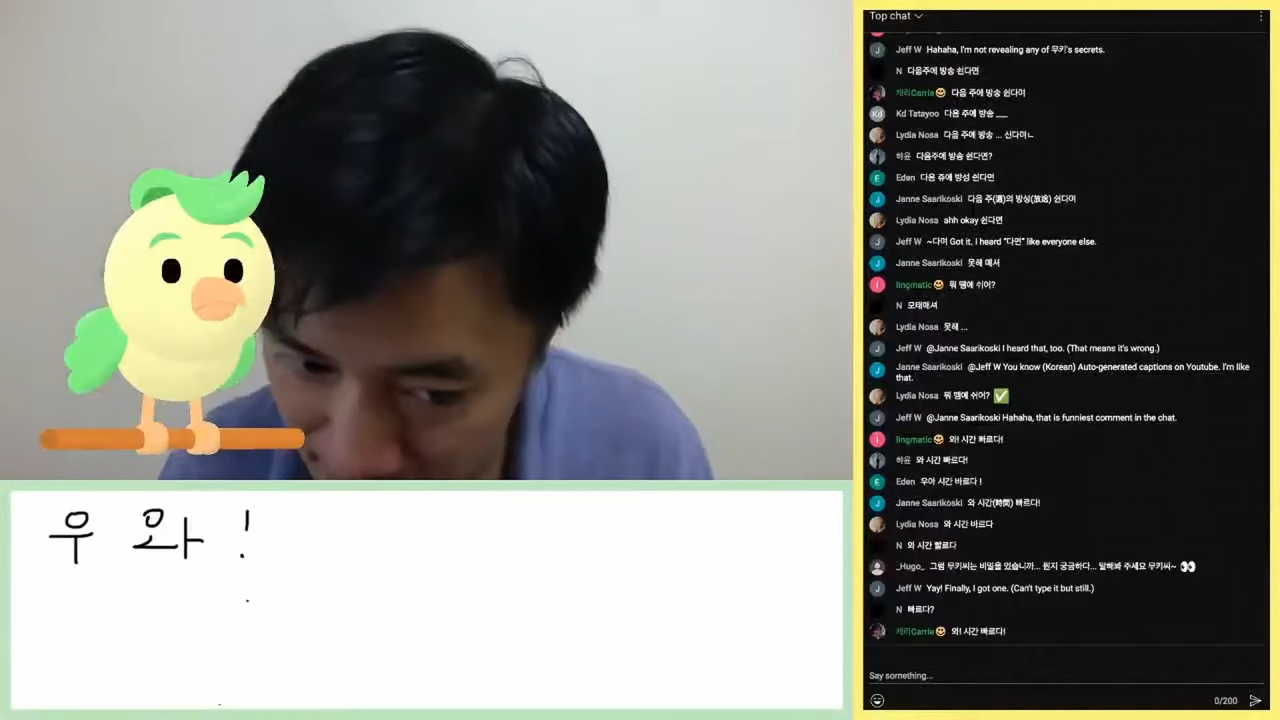 우 와 !
Top chat
Jeff W Hahaha, I'm not revealing any of 무키's secrets.
N 다음주에 방송 쉰다면
캐리Carrie 다음 주에 방송 쉰다며
Kd Tatayoo 다음 주에 방송 ___
Lydia Nosa 다음 주에 방송 ... 신다며ㄴ
하윤 다음주에 방송 쉰다면?
Eden 다음 쥬에 방성 쉰다면
Janne Saarikoski 다음 주(週)의 방싱(放送) 쉰다며
Lydia Nosa ahh okay 쉰다면
Jeff W ~다며 Got it. I heard "다면" like everyone else.
Janne Saarikoski 못해 매셔
lingmatic 뭐 땜에 쉬어?
N 모태매셔
Lydia Nosa 못해 ...
Jeff W @Janne Saarikoski I heard that, too. (That means it's wrong.)
Janne Saarikoski @Jeff W You know (Korean) Auto-generated captions on Youtube. I'm like
that.
Lydia Nosa 뭐 땜에 쉬어? ✅
Jeff W @Janne Saarikoski Hahaha, that is funniest comment in the chat.
lingmatic 와! 시간 빠르다!
하윤 와 시간 빠르다!
Eden 우아 시간 바르다 !
Janne Saarikoski 와 시간(時間) 빠르다!
Lydia Nosa 와 시간 바르다
N 와 시간 빨르다
_Hugo_ 그럼 무키씨는 비밀을 있습니까... 뭔지 궁금하다... 말해봐 주세요 무키씨~ 👀
Jeff W Yay! Finally, I got one. (Can't type it but still.)
N 빠르다?
캐리Carrie 와! 시간 빠르다!
Say something...
0/200